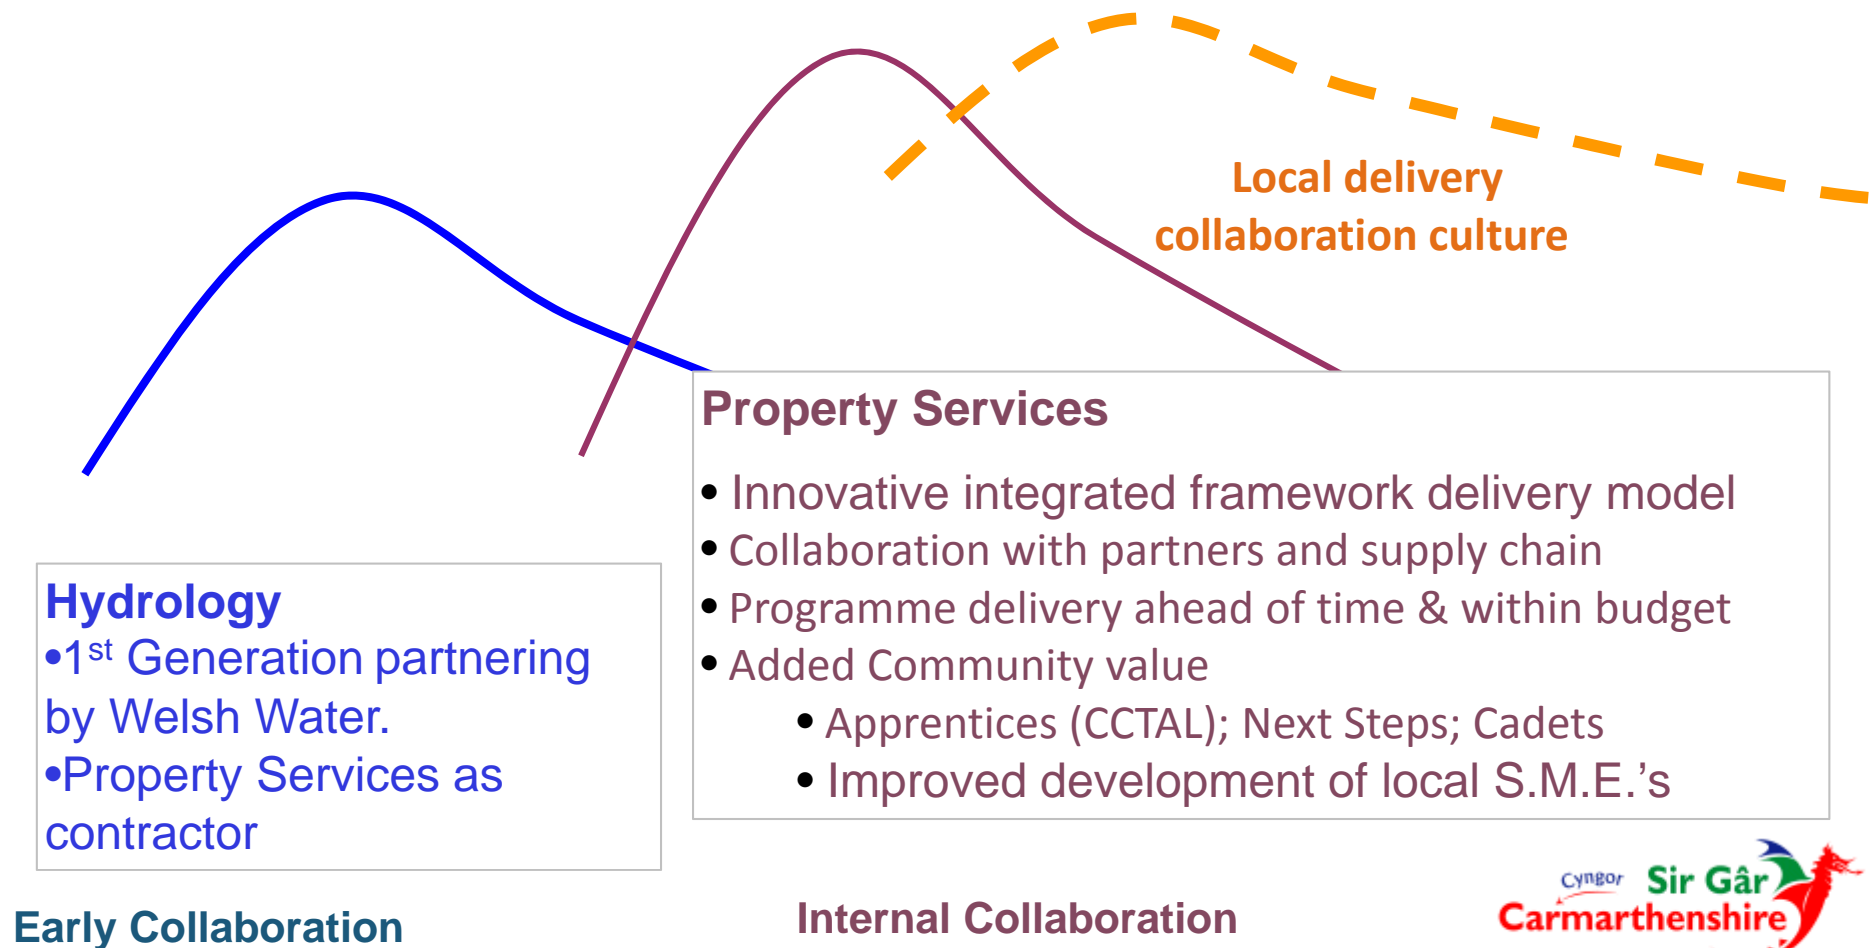 Local delivery
collaboration culture
Property Services
• Innovative integrated framework delivery model
• Collaboration with partners and supply chain
• Programme delivery ahead of time & within budget
• Added Community value
• Apprentices (CCTAL); Next Steps; Cadets
• Improved development of local S.M.E.’s
Hydrology
•1st Generation partnering
by Welsh Water.
•Property Services as
contractor
Early Collaboration
Internal Collaboration
Cyngor Sir Gâr
Carmarthenshire